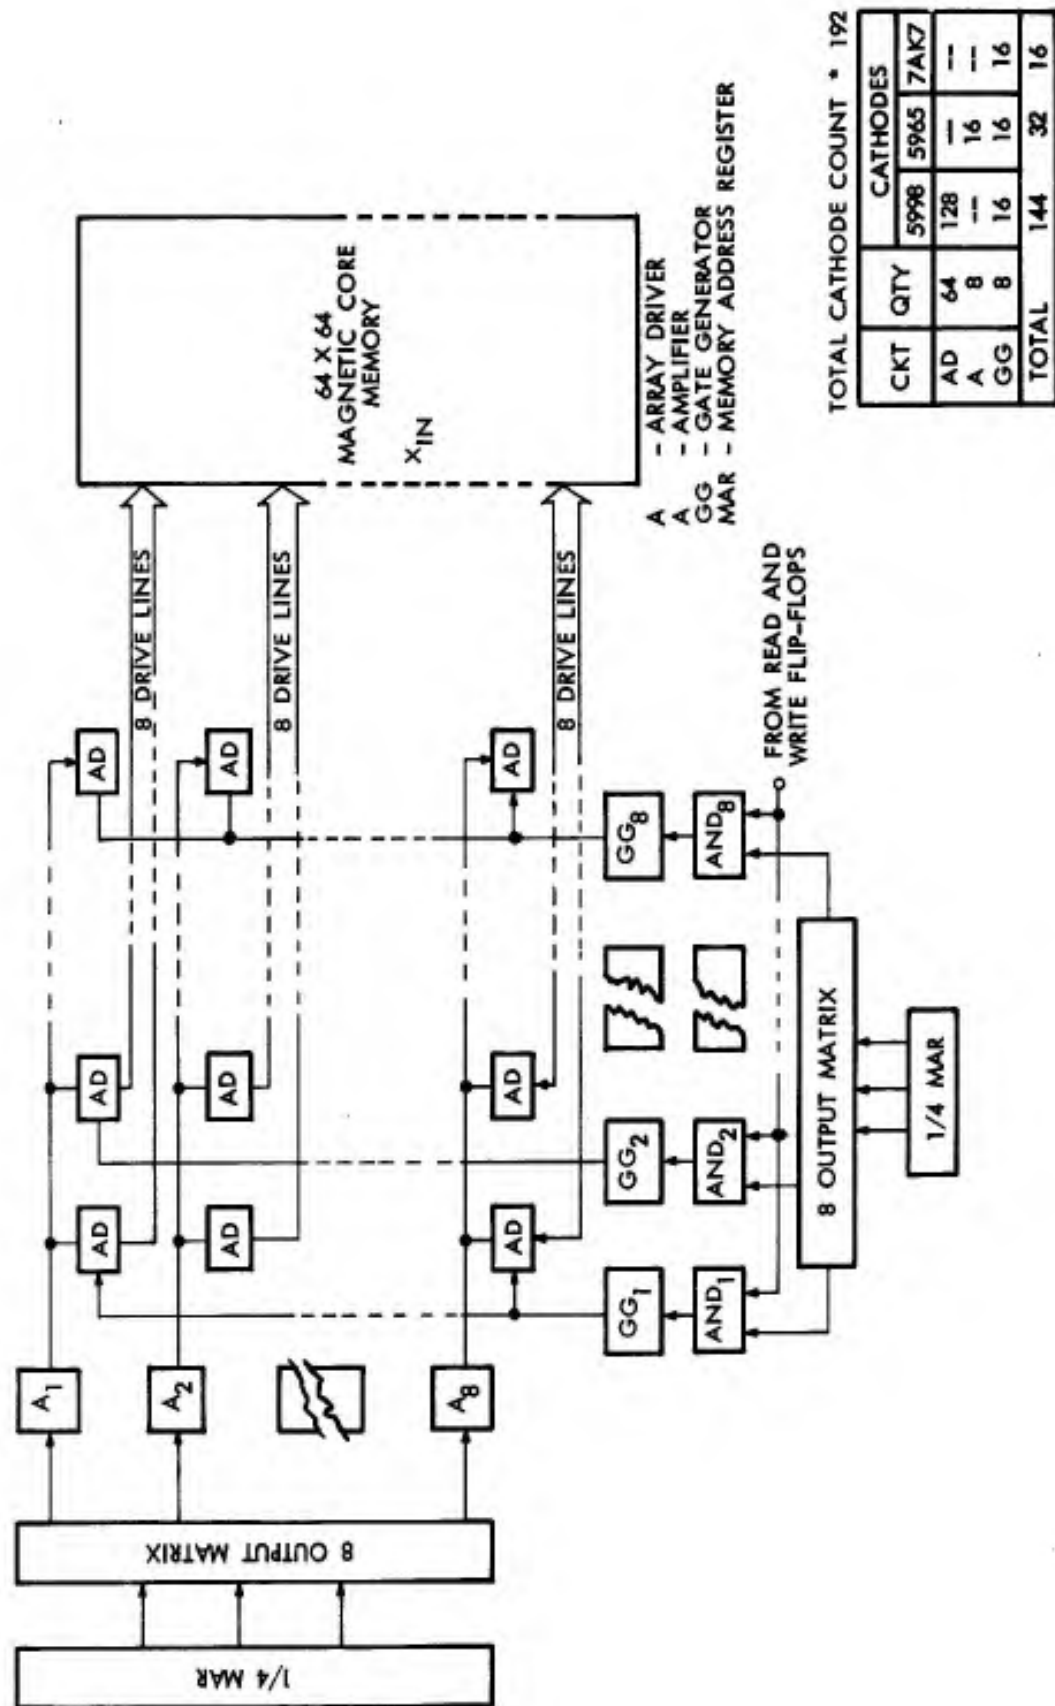 1/4 MAR
8 OUTPUT MATRIX
A1
A2
A8
AD
AD
AD
8 DRIVE LINES
AD
AD
AD
8 DRIVE LINES
AD
AD
AD
8 DRIVE LINES
64 X 64
MAGNETIC CORE
MEMORY
XIN
GG1
GG2
GG8
AND1
AND2
AND8
FROM READ AND
WRITE FLIP-FLOPS
8 OUTPUT MATRIX
1/4 MAR
A - ARRAY DRIVER
A - AMPLIFIER
GG - GATE GENERATOR
MAR - MEMORY ADDRESS REGISTER
TOTAL CATHODE COUNT * 192
CKT QTY CATHODES
5998 5965 7AK7
AD 64 128 -- --
A 8 -- 16 --
GG 8 16 16 16
TOTAL 144 32 16